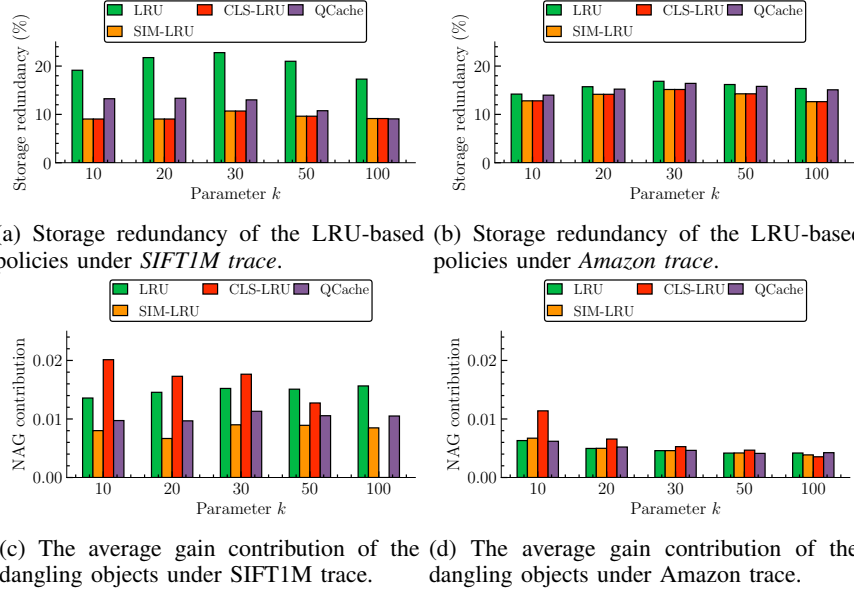 LRU CLS-LRU QCache
SIM-LRU
Storage redundancy (%)
20
10
0
10 20 30 50 100
Parameter k
LRU CLS-LRU QCache
SIM-LRU
Storage redundancy (%)
20
10
0
10 20 30 50 100
Parameter k
(a) Storage redundancy of the LRU-based
policies under SIFT1M trace.
(b) Storage redundancy of the LRU-based
policies under Amazon trace.
LRU CLS-LRU QCache
SIM-LRU
NAG contribution
0.02
0.01
0.00
10 20 30 50 100
Parameter k
LRU CLS-LRU QCache
SIM-LRU
NAG contribution
0.02
0.01
0.00
10 20 30 50 100
Parameter k
(c) The average gain contribution of the
dangling objects under SIFT1M trace.
(d) The average gain contribution of the
dangling objects under Amazon trace.